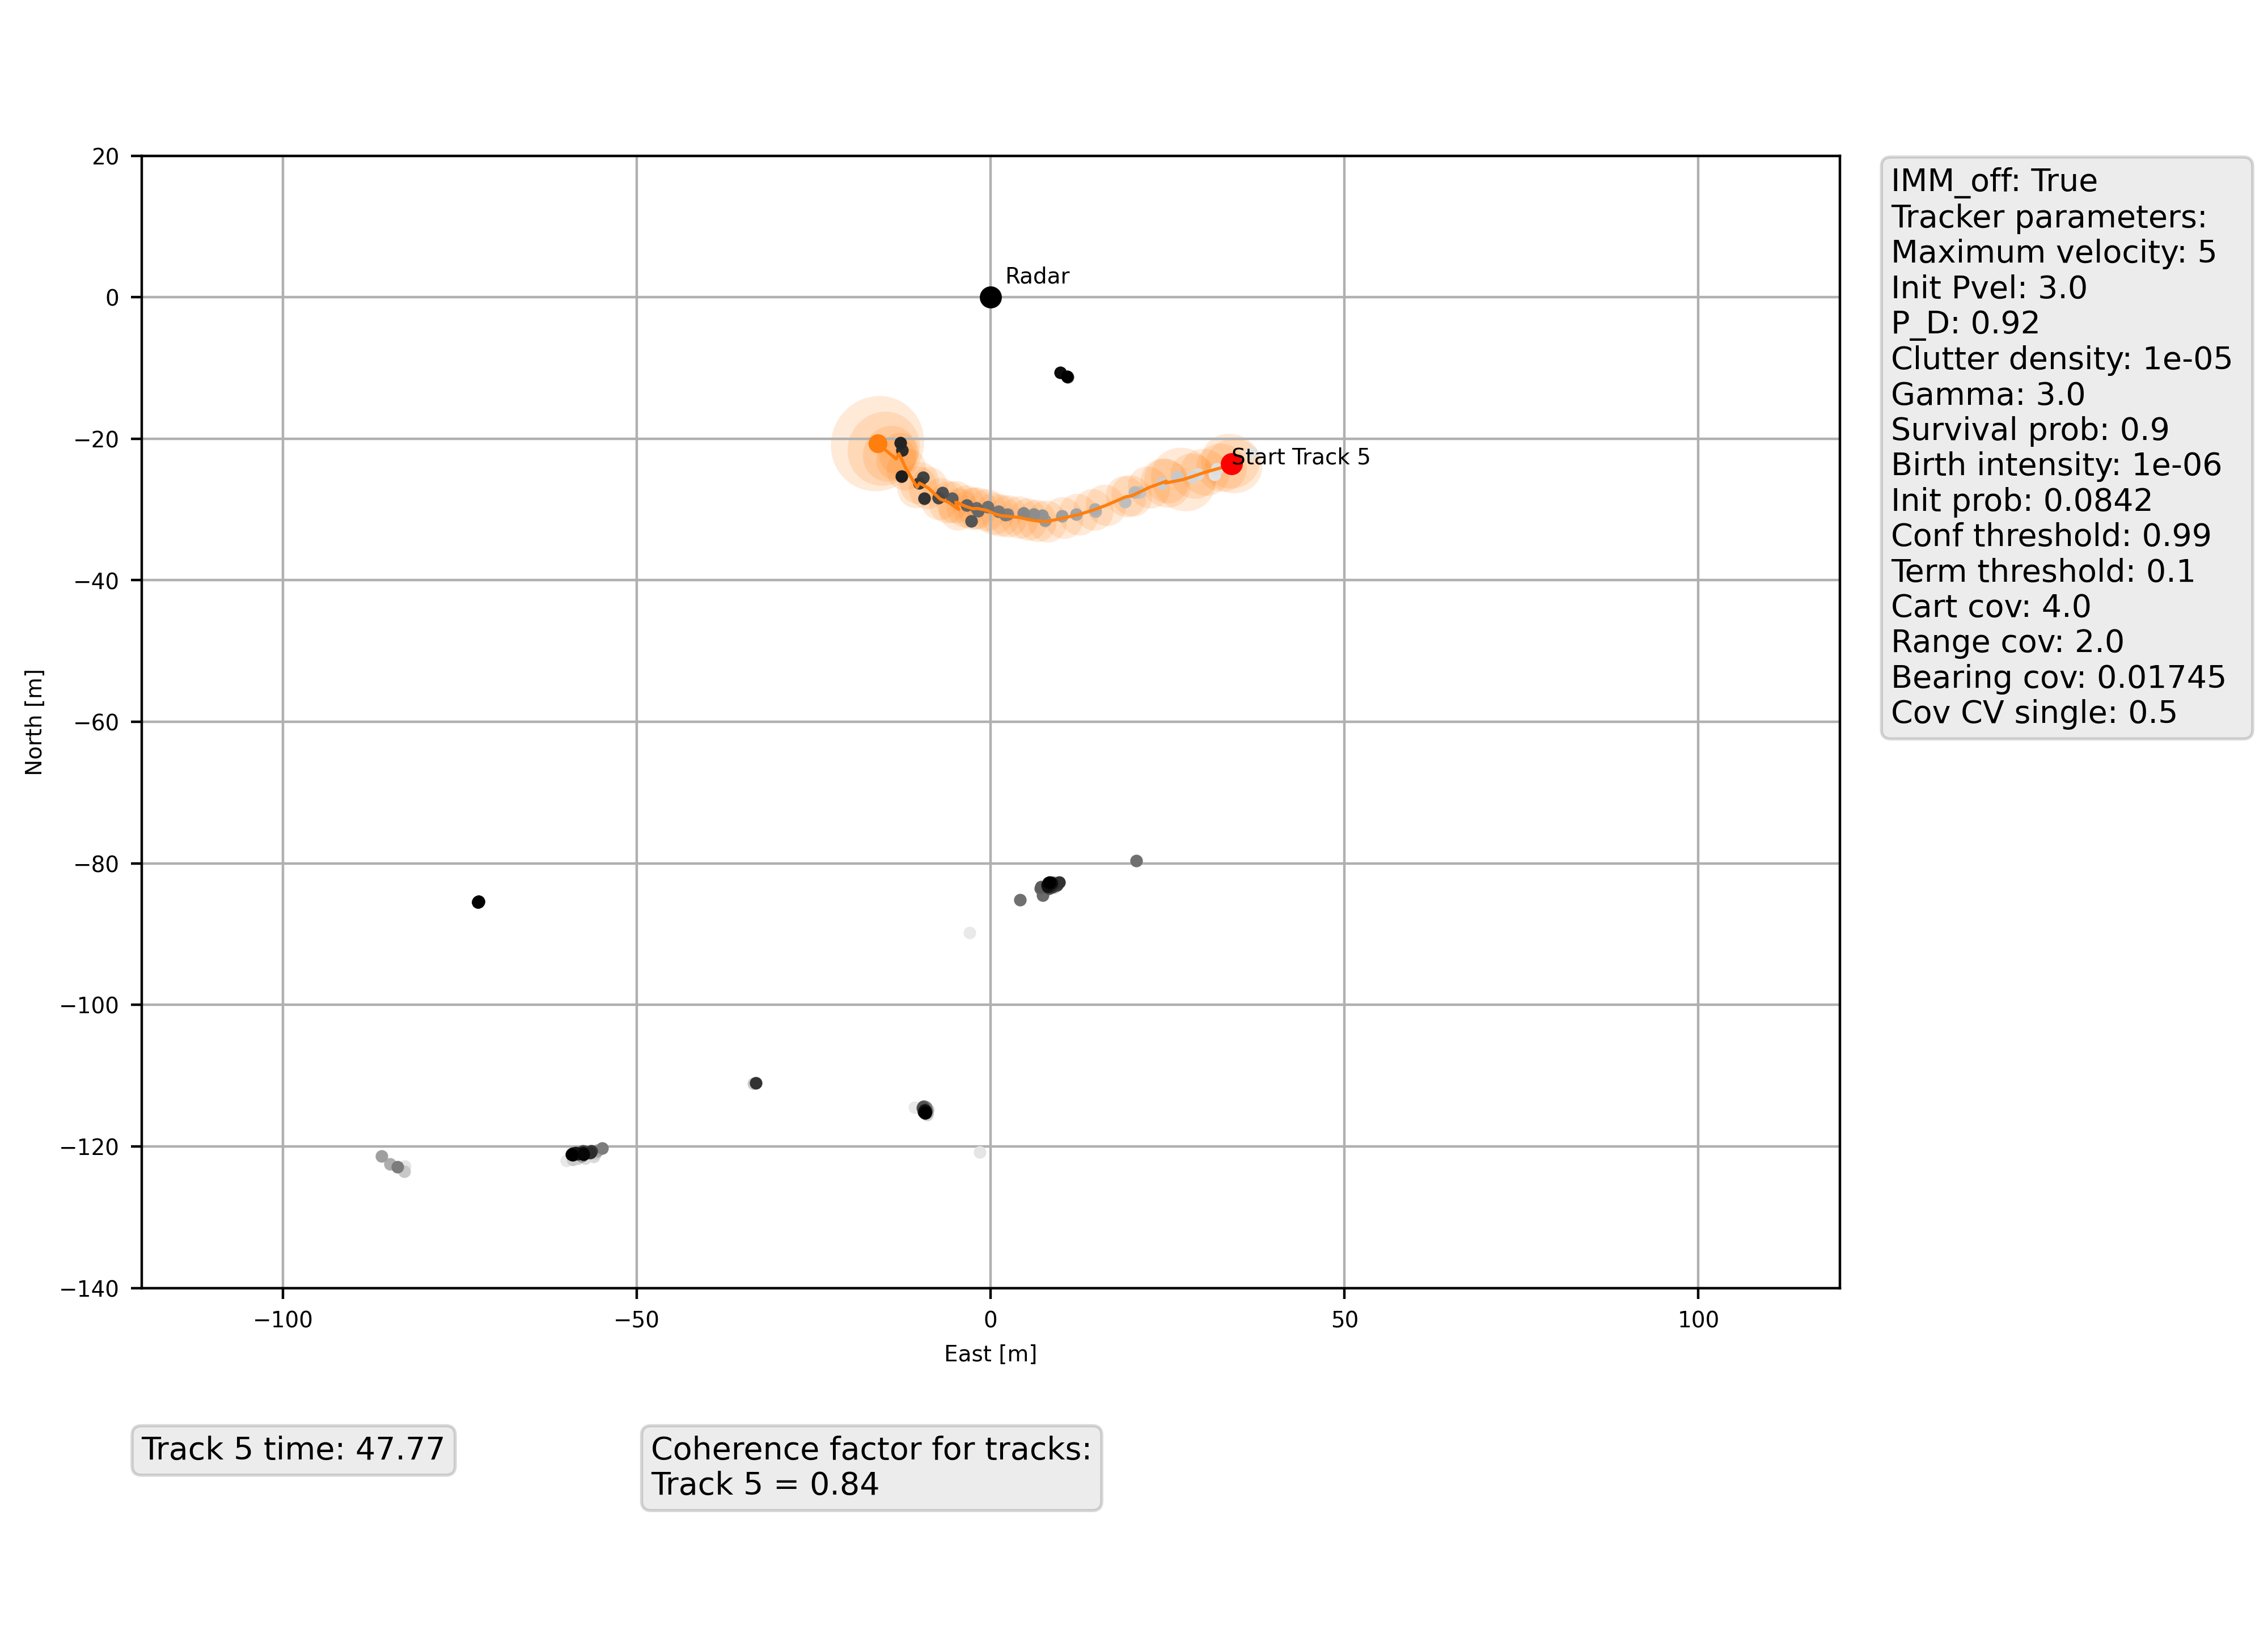 20
0
−20
−40
−60
−80
−100
−120
−140
North [m]
Radar
Start Track 5
−100
−50
0
50
100
East [m]
IMM_off: True
Tracker parameters:
Maximum velocity: 5
Init Pvel: 3.0
P_D: 0.92
Clutter density: 1e-05
Gamma: 3.0
Survival prob: 0.9
Birth intensity: 1e-06
Init prob: 0.0842
Conf threshold: 0.99
Term threshold: 0.1
Cart cov: 4.0
Range cov: 2.0
Bearing cov: 0.01745
Cov CV single: 0.5
Track 5 time: 47.77
Coherence factor for tracks:
Track 5 = 0.84